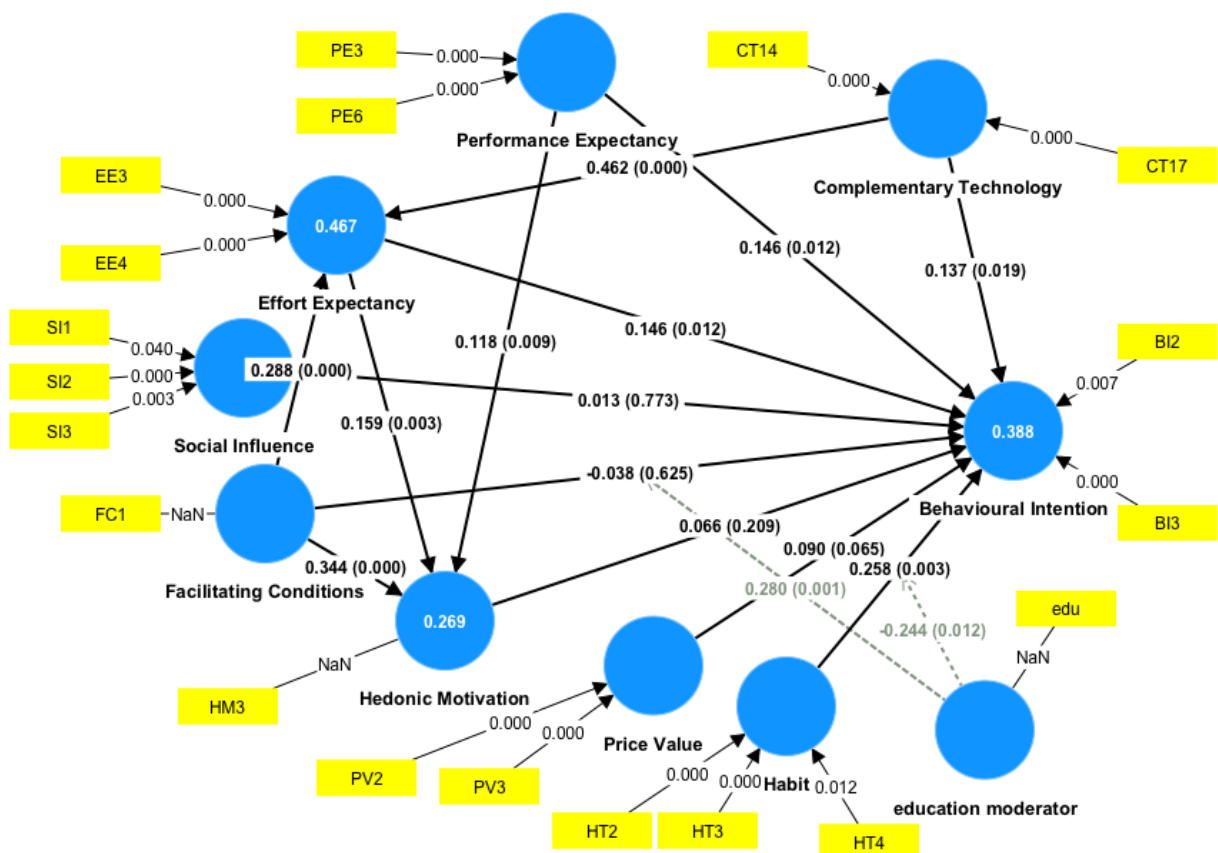 PE3
0.000
CT14
0.000
PE6
0.000
Performance Expectancy
0.462 (0.000)
0.000
CT17
Complementary Technology
EE3
0.000
0.467
EE4
0.000
0.146 (0.012)
0.137 (0.019)
Effort Expectancy
SI1
0.040
SI2
0.000
SI3
0.003
0.288 (0.000)
0.118 (0.009)
0.146 (0.012)
BI2
0.007
0.013 (0.773)
0.159 (0.003)
0.388
Social Influence
-0.038 (0.625)
0.000
Behavioural Intention
BI3
FC1
NaN
0.066 (0.209)
0.090 (0.065)
0.258 (0.003)
0.344 (0.000)
Facilitating Conditions
0.280 (0.001)
edu
0.269
-0.244 (0.012)
NaN
NaN
HM3
Hedonic Motivation
0.000
PV2
0.000
PV3
Price Value
0.000
HT2
0.000
HT3
Habit
0.012
HT4
education moderator